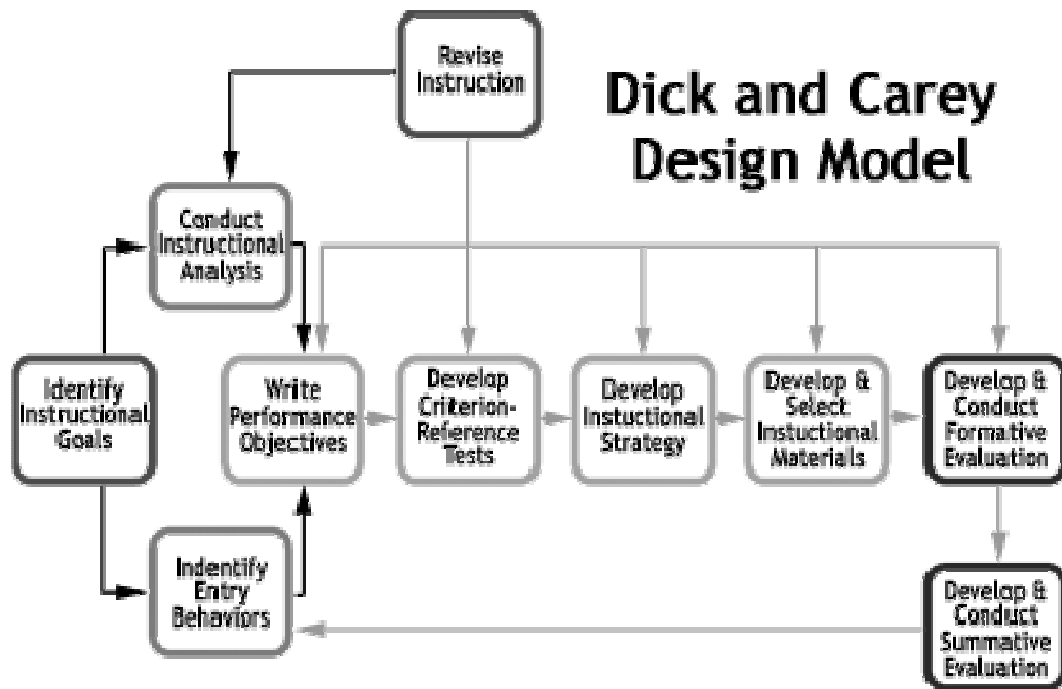 Revise
Instruction
Dick and Carey
Design Model
Conduct
Instructional
Analysis
Identify
Instructional
Goals
Write
Performance
Objectives
Develop
Criterion-
Reference
Tests
Develop
Instuctional
Strategy
Develop &
Select
Instuctional
Materials
Develop &
Conduct
Formative
Evaluation
Indentify
Entry
Behaviors
Develop &
Conduct
Summative
Evaluation